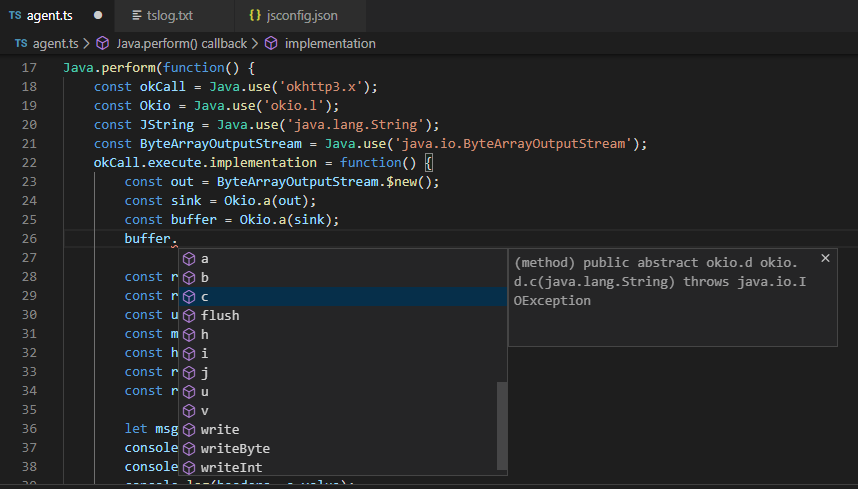 TS agent.ts ● tslog.txt {} jsconfig.json
TS agent.ts > Java.perform() callback > implementation
17 Java.perform(function() {
18 const okCall = Java.use('okhttp3.x');
19 const Okio = Java.use('okio.l');
20 const JString = Java.use('java.lang.String');
21 const ByteArrayOutputStream = Java.use('java.io.ByteArrayOutputStream');
22 okCall.execute.implementation = function() {
23 const out = ByteArrayOutputStream.$new();
24 const sink = Okio.a(out);
25 const buffer = Okio.a(sink);
26 buffer.
27
28 const r
29 const r
30 const u
31 const m
32 const h
33 const r
34 const r
35
36 let msg
37 console
38 console
a
b
c
flush
h
i
j
u
v
write
writeByte
writeInt
(method) public abstract okio.d okio.
d.c(java.lang.String) throws java.io.I
OException